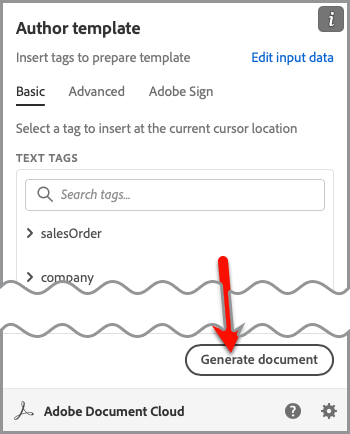 Author template
i
Insert tags to prepare template
Edit input data
Basic
Advanced
Adobe Sign
Select a tag to insert at the current cursor location
TEXT TAGS
Search tags...
salesOrder
company
Generate document
Adobe Document Cloud
?